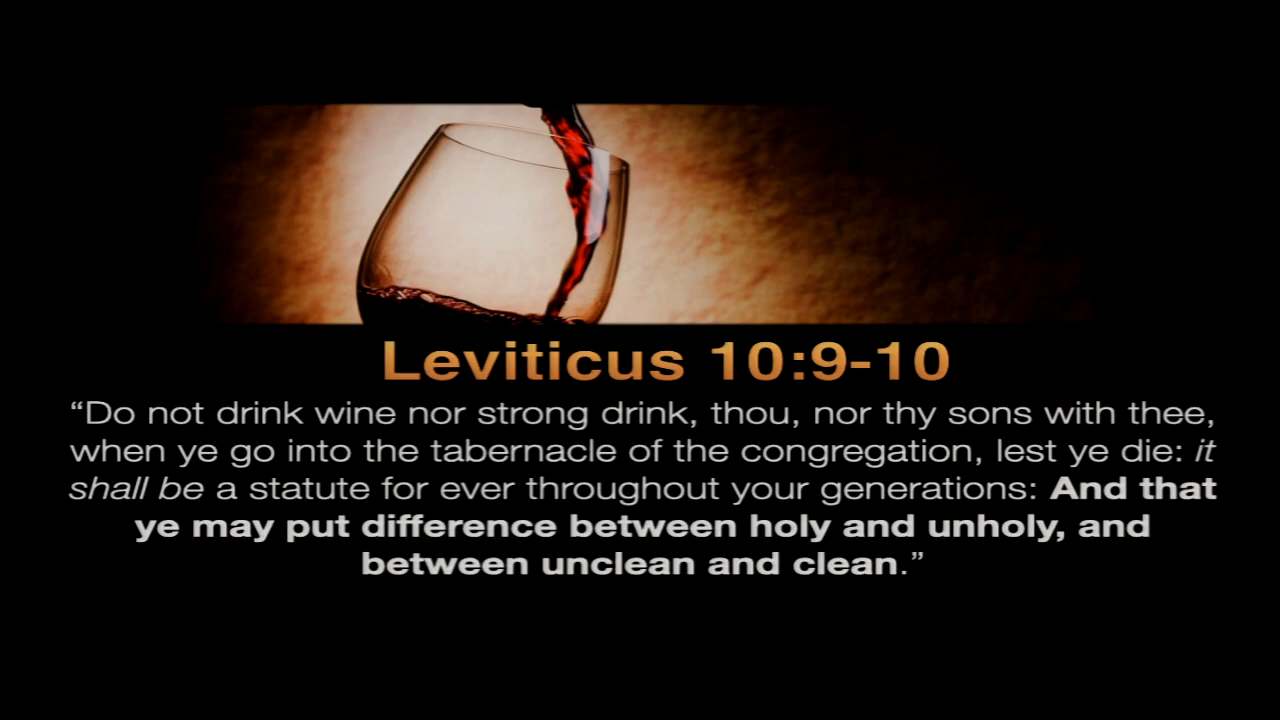 Leviticus 10:9-10
“Do not drink wine nor strong drink, thou, nor thy sons with thee,
when ye go into the tabernacle of the congregation, lest ye die: it
shall be a statute for ever throughout your generations: And that
ye may put difference between holy and unholy, and
between unclean and clean.”